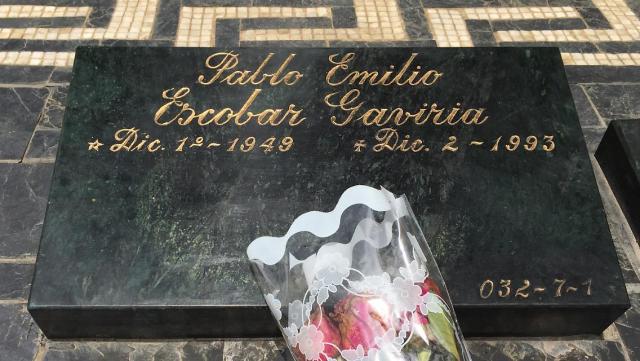 Pablo Emilio
Escobar Gaviria
☆ Dic. 1º - 1949 ✝ Dic. 2 - 1993
032-7-1